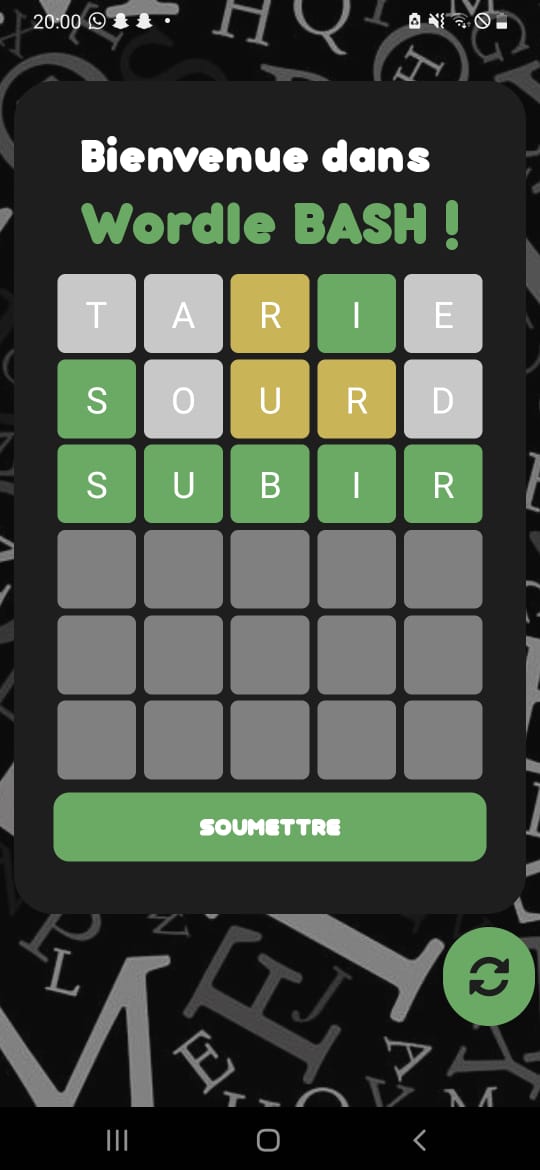 20:00
Bienvenue dans
Wordle BASH !
T A R I E
S O U R D
S U B I R
SOUMETTRE